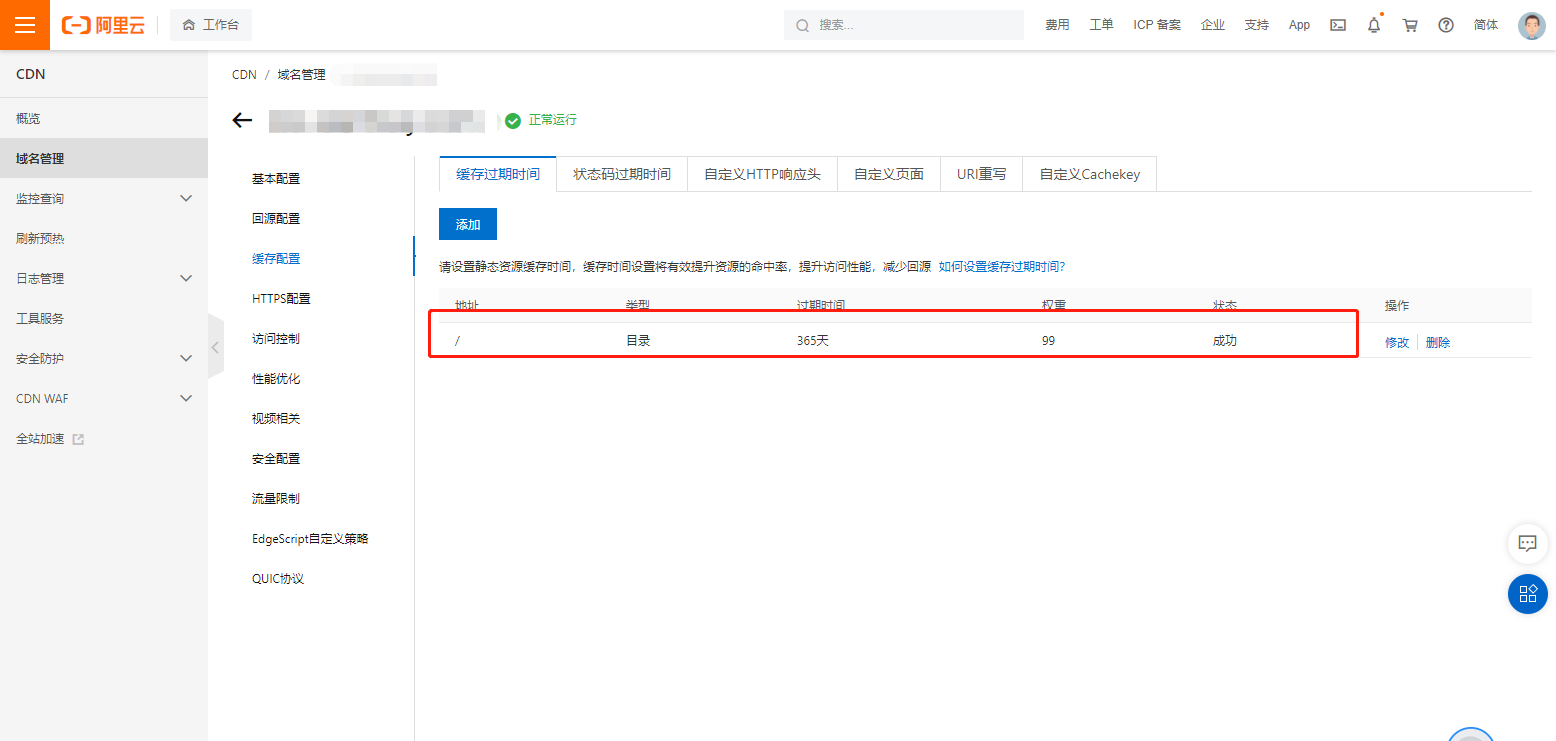 阿里云
工作台
搜索...
费用
工单
ICP 备案
企业
支持
App
简体
CDN
概览
域名管理
监控查询
刷新预热
日志管理
工具服务
安全防护
CDN WAF
全站加速
CDN / 域名管理
正常运行
基本配置
回源配置
缓存配置
HTTPS配置
访问控制
性能优化
视频相关
安全配置
流量限制
EdgeScript自定义策略
QUIC协议
缓存过期时间
状态码过期时间
自定义HTTP响应头
自定义页面
URI重写
自定义Cachekey
添加
请设置静态资源缓存时间，缓存时间设置将有效提升资源的命中率，提升访问性能，减少回源 如何设置缓存过期时间?
地址 类型 过期时间 权重 状态 操作
/ 目录 365天 99 成功 修改 删除